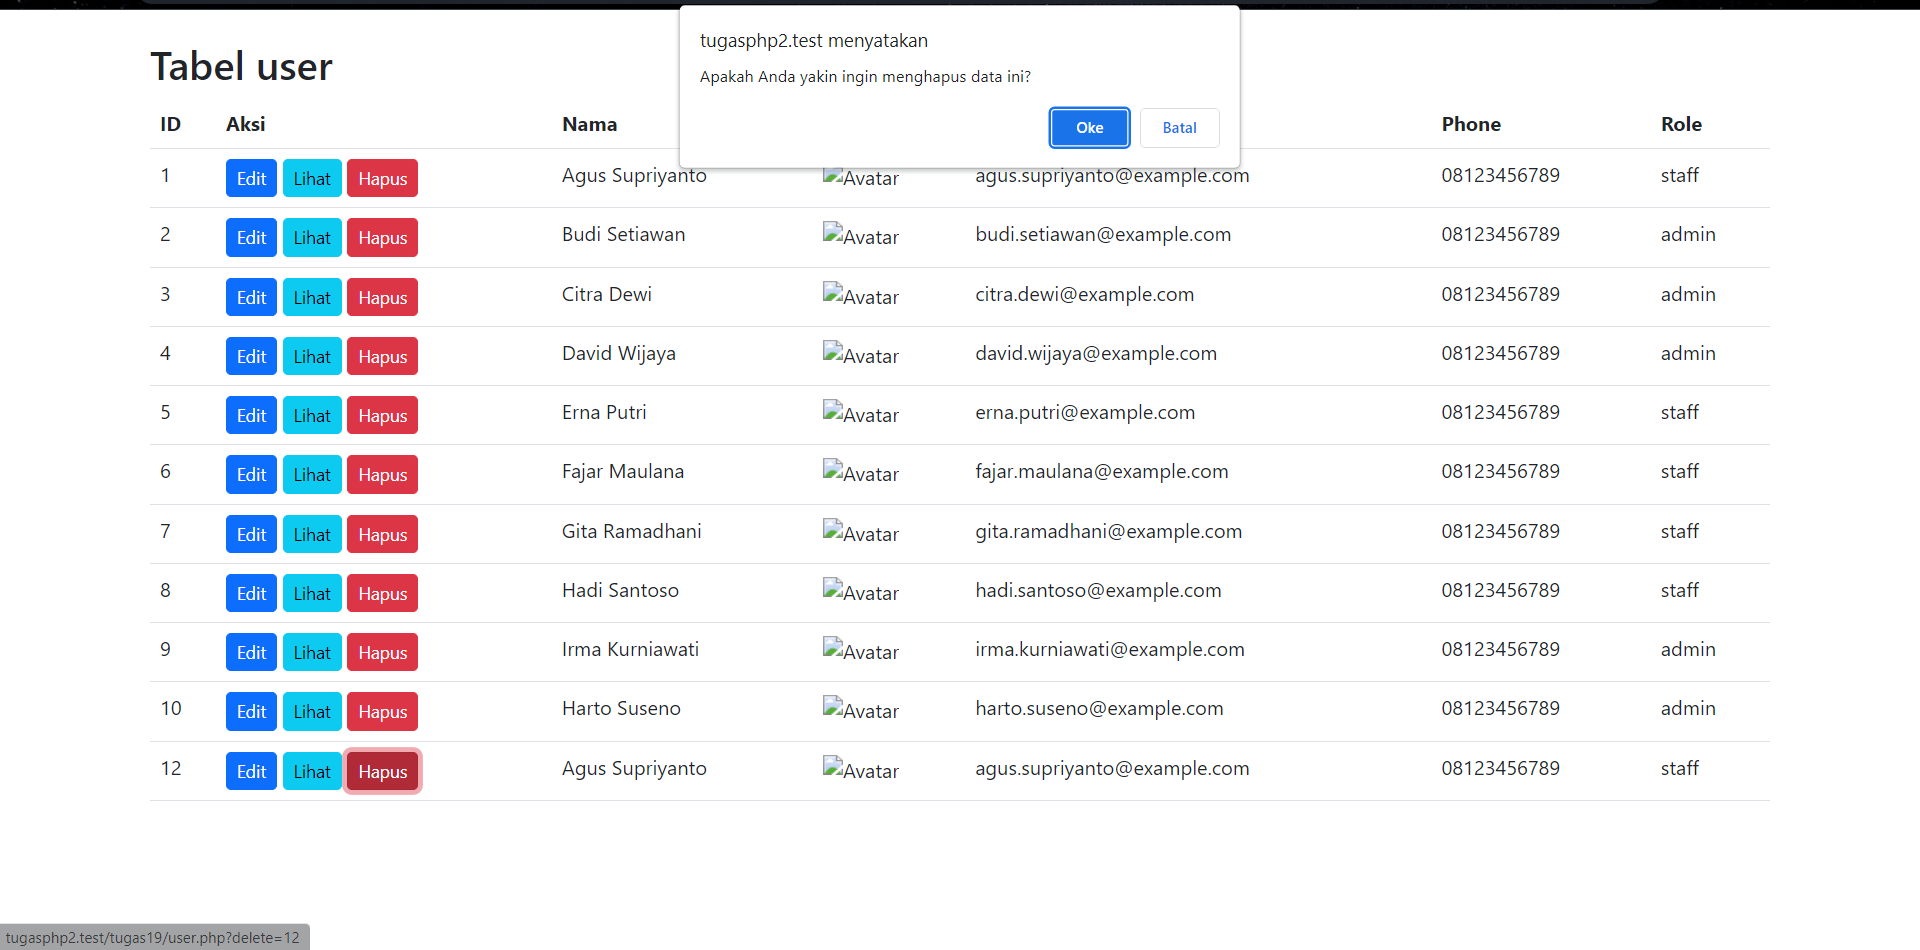 tugasphp2.test menyatakan
Apakah Anda yakin ingin menghapus data ini?
Oke Batal
Tabel user
ID Aksi Nama Phone Role
1 Edit Lihat Hapus Agus Supriyanto Avatar agus.supriyanto@example.com 08123456789 staff
2 Edit Lihat Hapus Budi Setiawan Avatar budi.setiawan@example.com 08123456789 admin
3 Edit Lihat Hapus Citra Dewi Avatar citra.dewi@example.com 08123456789 admin
4 Edit Lihat Hapus David Wijaya Avatar david.wijaya@example.com 08123456789 admin
5 Edit Lihat Hapus Erna Putri Avatar erna.putri@example.com 08123456789 staff
6 Edit Lihat Hapus Fajar Maulana Avatar fajar.maulana@example.com 08123456789 staff
7 Edit Lihat Hapus Gita Ramadhani Avatar gita.ramadhani@example.com 08123456789 staff
8 Edit Lihat Hapus Hadi Santoso Avatar hadi.santoso@example.com 08123456789 staff
9 Edit Lihat Hapus Irma Kurniawati Avatar irma.kurniawati@example.com 08123456789 admin
10 Edit Lihat Hapus Harto Suseno Avatar harto.suseno@example.com 08123456789 admin
12 Edit Lihat Hapus Agus Supriyanto Avatar agus.supriyanto@example.com 08123456789 staff
tugasphp2.test/tugas19/user.php?delete=12